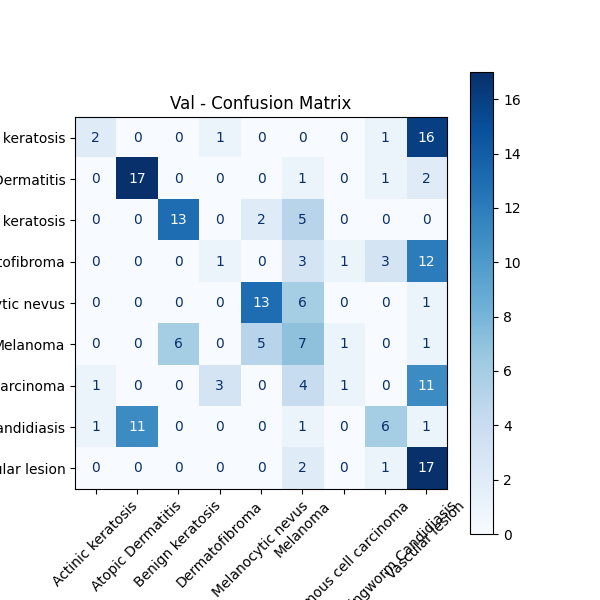 Val - Confusion Matrix
keratosis 2 0 0 1 0 0 0 1 16
Dermatitis 0 17 0 0 0 1 0 1 2
keratosis 0 0 13 0 2 5 0 0 0
tofibroma 0 0 0 1 0 3 1 3 12
tic nevus 0 0 0 0 13 6 0 0 1
Melanoma 0 0 6 0 5 7 1 0 1
arcinoma 1 0 0 3 0 4 1 0 11
andidiasis 1 11 0 0 0 1 0 6 1
ular lesion 0 0 0 0 0 2 0 1 17
Actinic keratosis
Atopic Dermatitis
Benign keratosis
Dermatofibroma
Melanocytic nevus
Melanoma
mous cell carcinoma
ngworm Candidiasis
Vascular lesion
16
14
12
10
8
6
4
2
0